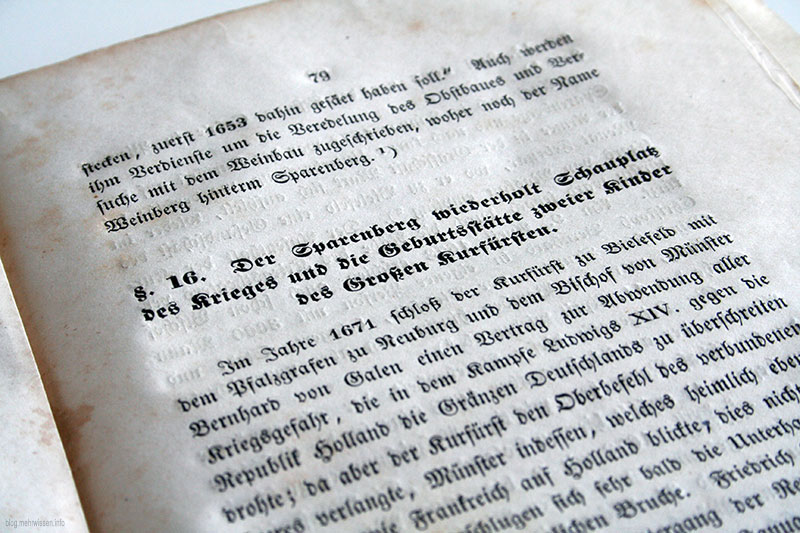 79
stecken, zuerst 1653 dahin gesäet haben soll." Auch werden
ihm Verdienste um die Veredelung des Obstbaues und Ver-
suche mit dem Weinbau zugeschrieben, woher noch der Name
Weinberg hinterm Sparenberg.¹)
§. 16. Der Sparenberg wiederholt Schauplatz
des Krieges und die Geburtsstätte zweier Kinder
des Großen Kurfürsten.
Im Jahre 1671 schloß der Kurfürst zu Bielefeld mit
dem Pfalzgrafen zu Neuburg und dem Bischof von Münster
Bernhard von Galen einen Vertrag zur Abwendung aller
Kriegsgefahr, die in dem Kampfe Ludwigs XIV. gegen die
Republik Holland die Gränzen Deutschlands zu überschreiten
drohte; da aber der Kurfürst den Oberbefehl des verbundenen
verlangte, Münster indessen, welches heimlich eben
Frankreich auf Holland blickte, dies nicht
schlugen sich sehr bald die Unterha
Bruche. Friedrich
der Re
blog.mehrwissen.info